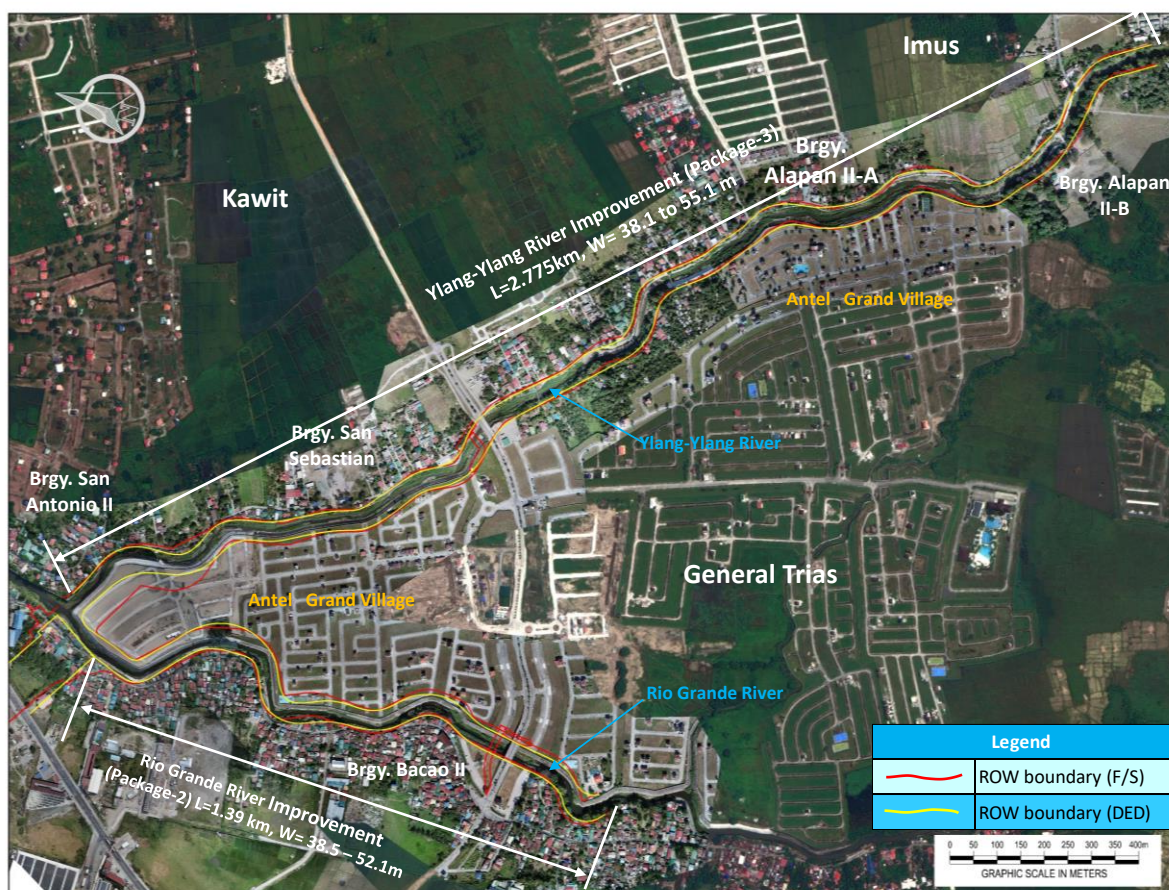 Imus
Kawit
Ylang-Ylang River Improvement (Package-3)
L=2.775km, W= 38.1 to 55.1 m
Brgy.
Alapan II-A
Brgy. Alapan
II-B
Antel Grand Village
Brgy. San
Sebastian
Ylang-Ylang River
Brgy. San
Antonio II
General Trias
Antel Grand Village
Rio Grande River
Brgy. Bacao II
Rio Grande River Improvement
(Package-2) L=1.39 km, W= 38.5 – 52.1m
Legend
ROW boundary (F/S)
ROW boundary (DED)
0 50 100 150 200 250 300 350 400m
GRAPHIC SCALE IN METERS